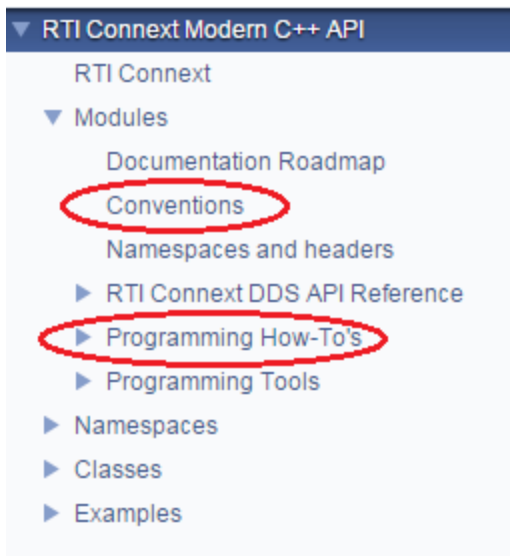 RTI Connext Modern C++ API
RTI Connext
Modules
Documentation Roadmap
Conventions
Namespaces and headers
RTI Connext DDS API Reference
Programming How-To's
Programming Tools
Namespaces
Classes
Examples